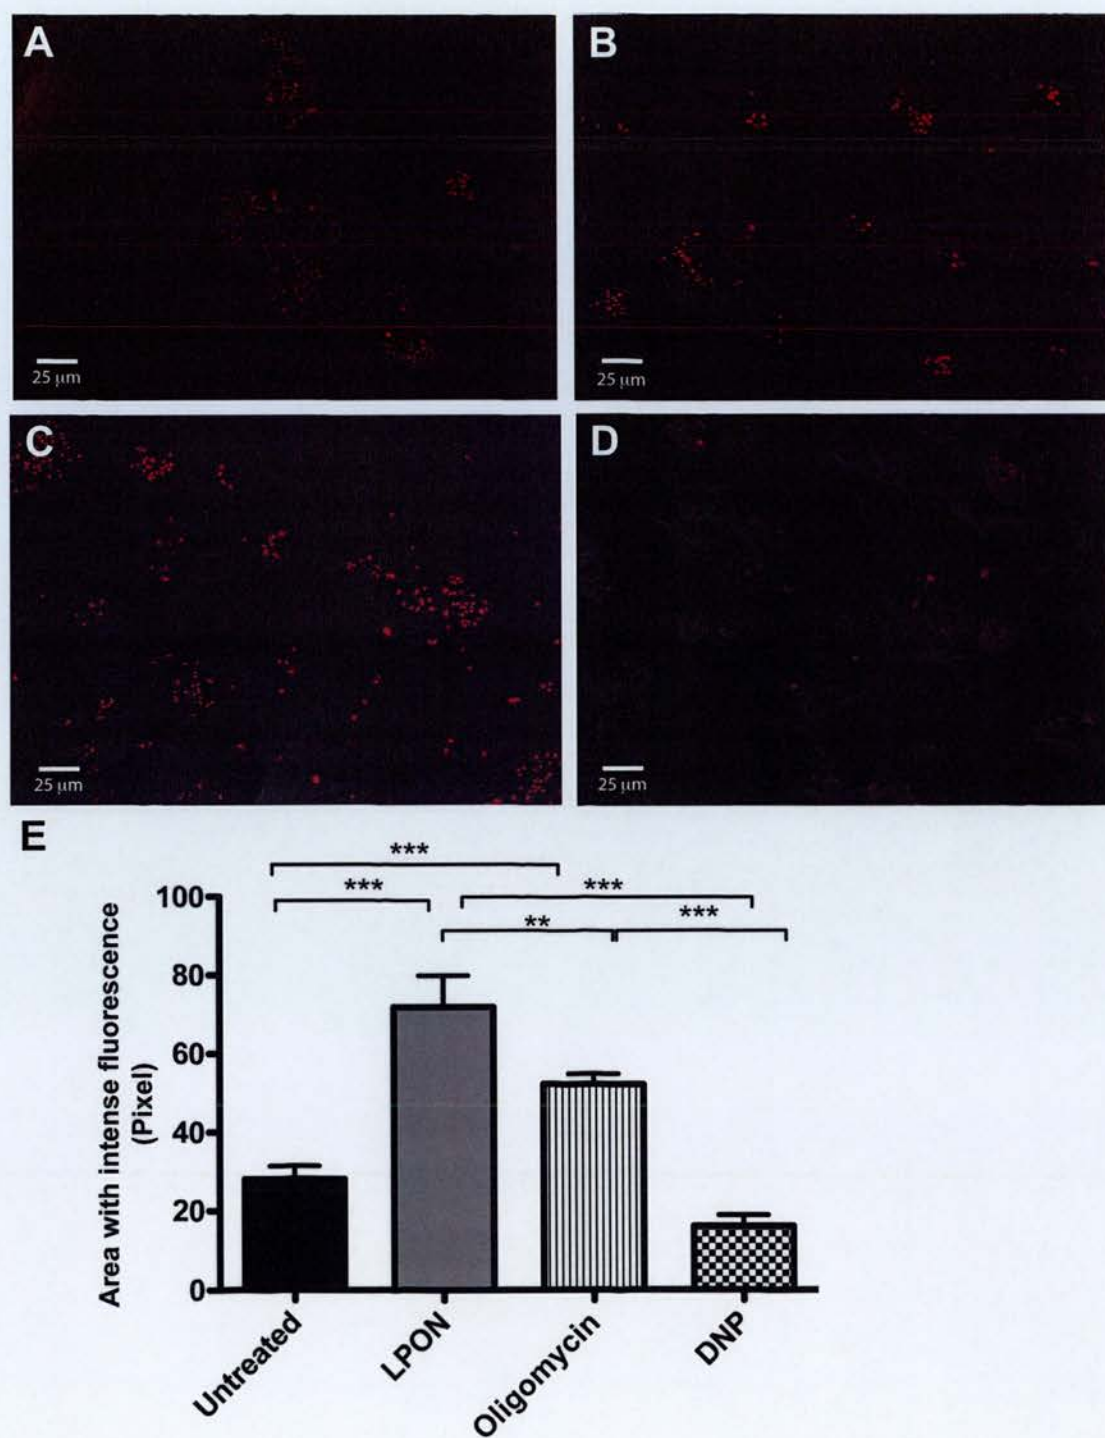 A
B
25 µm
25 µm
C
D
25 µm
25 µm
E
***
***
***
**
***
100
80
60
40
20
0
Area with intense fluorescence
(Pixel)
Untreated
LPON
Oligomycin
DNP